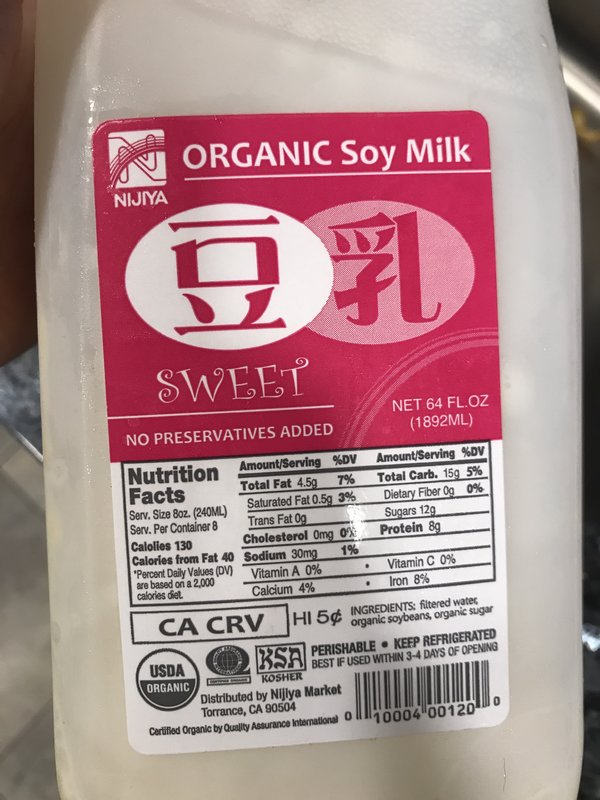 NIJIYA
ORGANIC Soy Milk
豆乳
SWEET
NET 64 FL.OZ
(1892ML)
NO PRESERVATIVES ADDED
Nutrition
Facts
Serv. Size 8oz. (240ML)
Serv. Per Container 8
Calolies 130
Calories from Fat 40
*Percent Daily Values (DV)
are based on a 2,000
calories diet.
Amount/Serving %DV
Total Fat 4.5g 7%
Saturated Fat 0.5g 3%
Trans Fat 0g
Cholesterol 0mg 0%
Sodium 30mg 1%
Amount/Serving %DV
Total Carb. 15g 5%
Dietary Fiber 0g 0%
Sugars 12g
Protein 8g
Vitamin A 0% • Vitamin C 0%
Calcium 4% • Iron 8%
CA CRV
HI 5¢
INGREDIENTS: filtered water,
organic soybeans, organic sugar
USDA
ORGANIC
KSA
KOSHER
PERISHABLE • KEEP REFRIGERATED
BEST IF USED WITHIN 3-4 DAYS OF OPENING
Distributed by Nijiya Market
Torrance, CA 90504
Certified Organic by Quality Assurance International
0 10004 00120 0